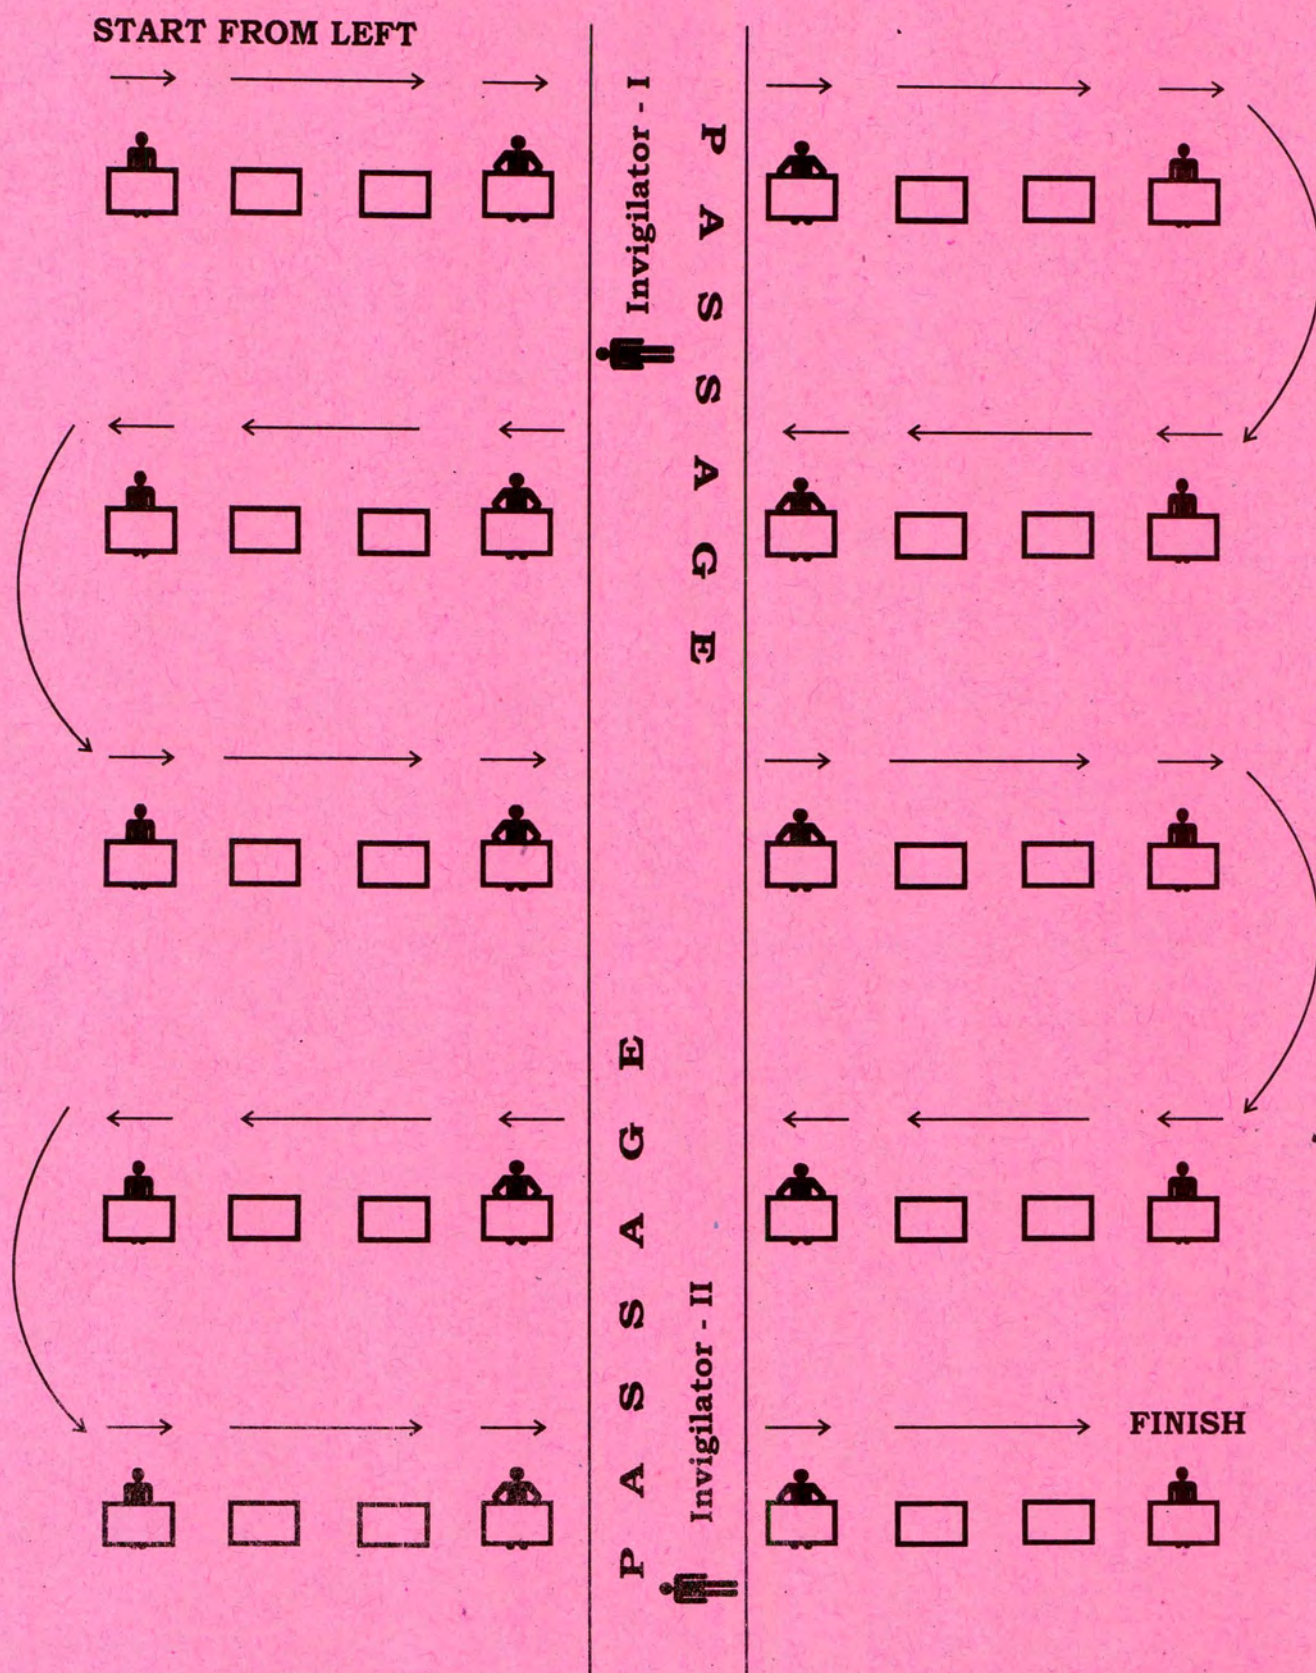 START FROM LEFT
Invigilator - I
PASSAGE
PASSAGE
Invigilator - II
FINISH